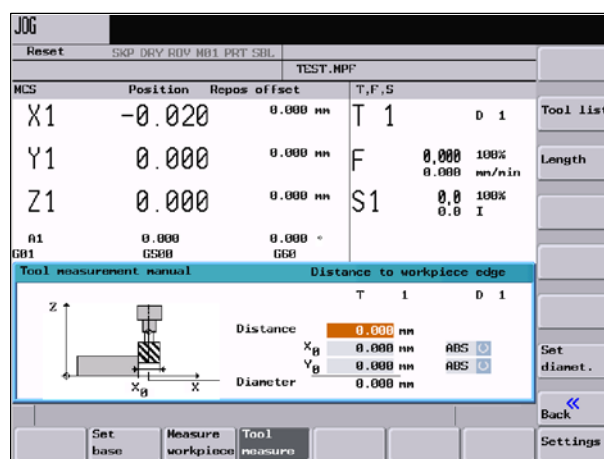 JOG
Reset SKP DRY ROV M01 PRT SBL
TEST.MPF
MCS Position Repos offset T,F,S
X1 -0.020 0.000 mm T 1 D 1
Y1 0.000 0.000 mm F 0,000 100%
0.000 mm/min
Z1 0.000 0.000 mm S1 0,0 100%
0.0 I
A1 0.000 0.000 °
G01 G500 G60
Tool list
Length
Tool measurement manual Distance to workpiece edge
T 1 D 1
Z
X0 X
Distance 0.000 mm
X0 0.000 mm ABS
Y0 0.000 mm ABS
Diameter 0.000 mm
Set
diamet.
«
Back
Settings
Set
base
Measure
workpiece
Tool
measure